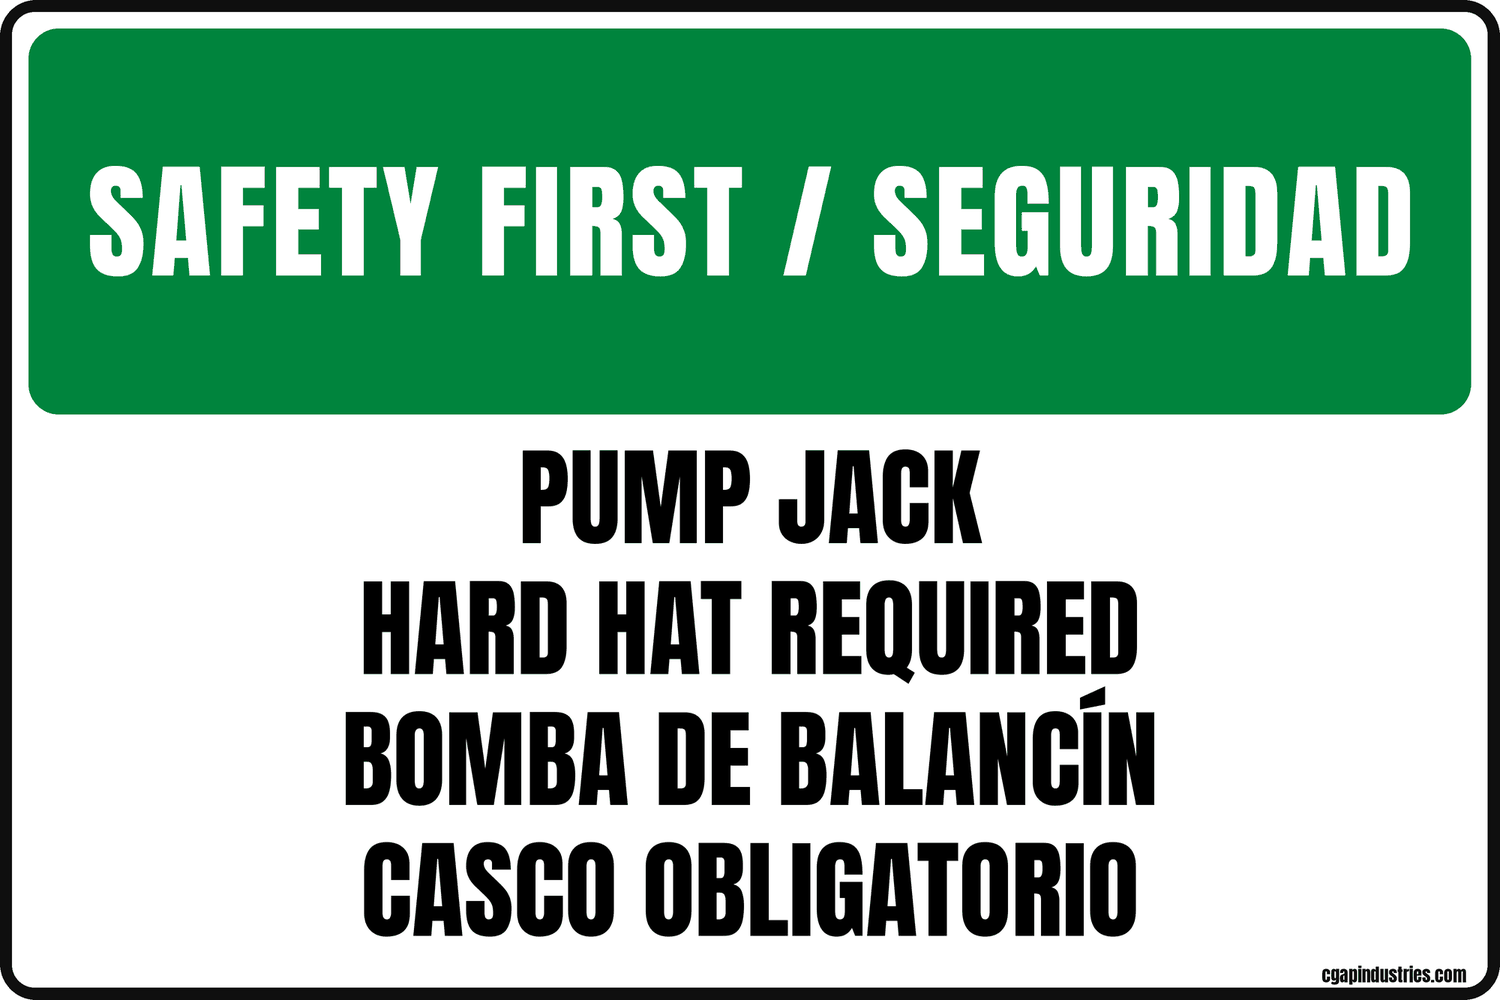 SAFETY FIRST / SEGURIDAD
PUMP JACK
HARD HAT REQUIRED
BOMBA DE BALANCÍN
CASCO OBLIGATORIO
cgapindustries.com